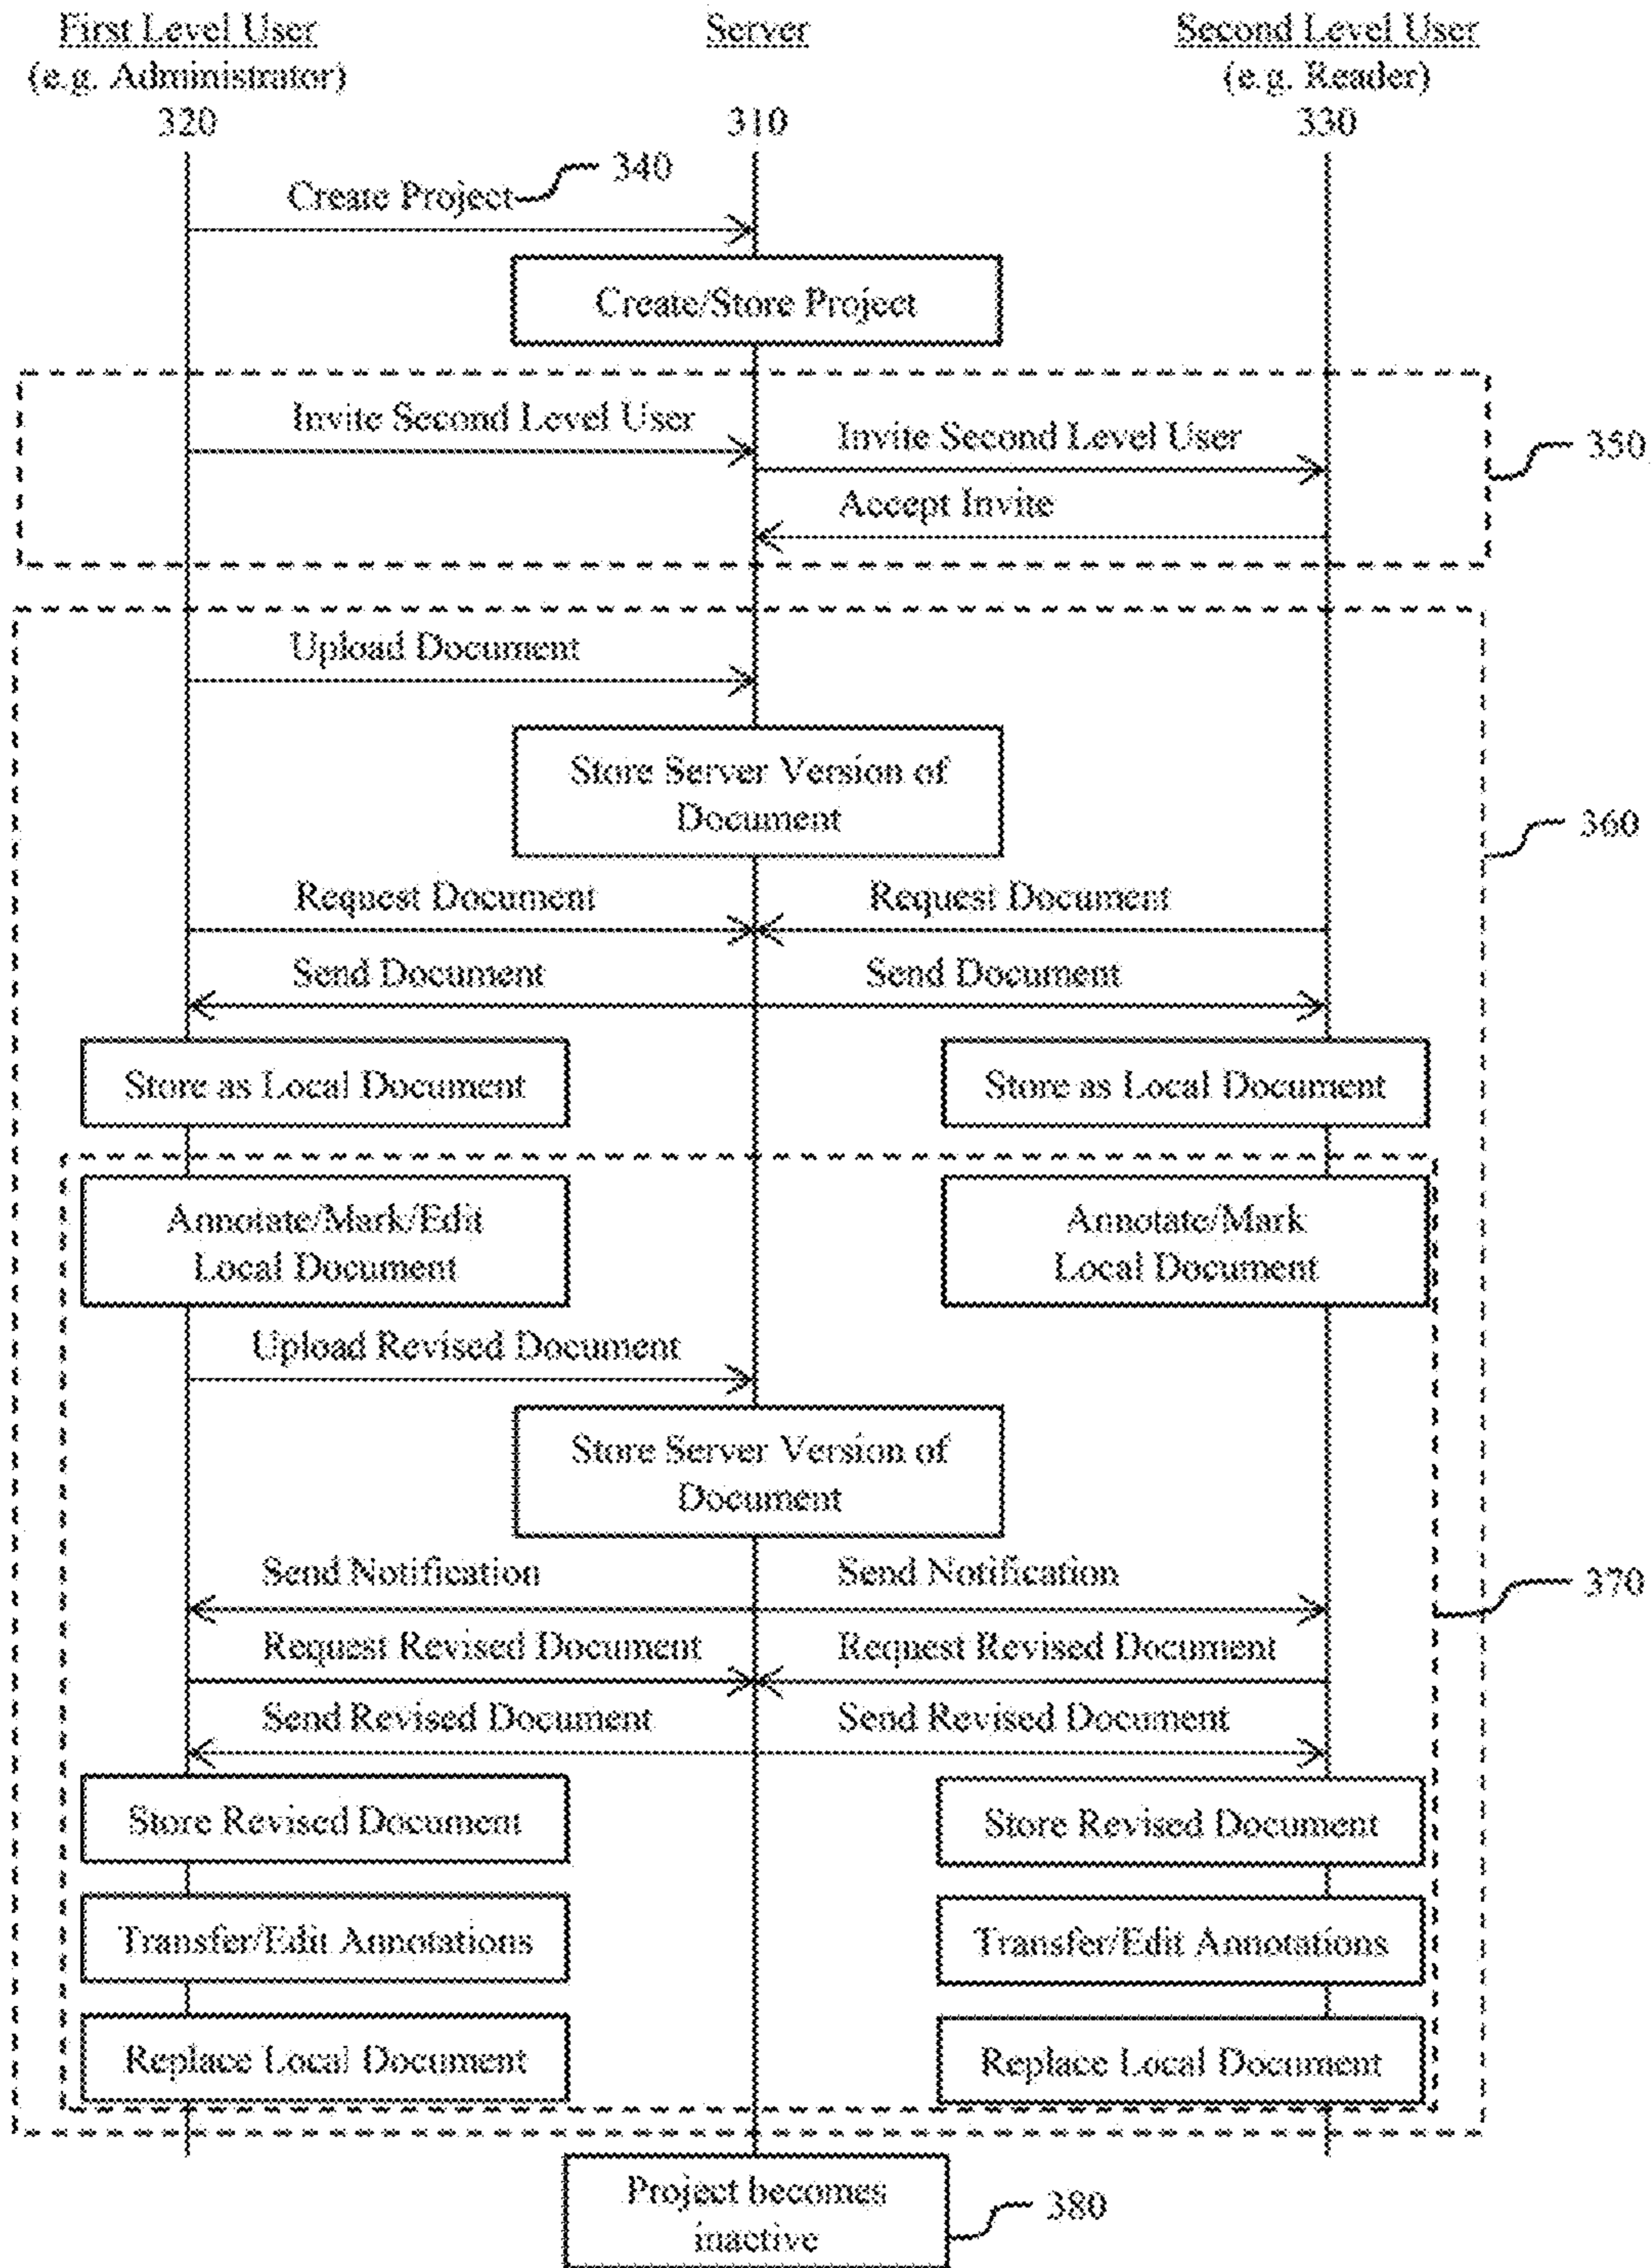 First Level User
(e.g. Administrator)
320
Server
310
Second Level User
(e.g. Reader)
330
Create Project
340
Create/Store Project
Invite Second Level User
Invite Second Level User
Accept Invite
350
Upload Document
Store Server Version of
Document
360
Request Document
Request Document
Send Document
Send Document
Store as Local Document
Store as Local Document
Annotate/Mark/Edit
Local Document
Annotate/Mark
Local Document
Upload Revised Document
Store Server Version of
Document
Send Notification
Send Notification
370
Request Revised Document
Request Revised Document
Send Revised Document
Send Revised Document
Store Revised Document
Store Revised Document
Transfer/Edit Annotations
Transfer/Edit Annotations
Replace Local Document
Replace Local Document
Project becomes
inactive
380